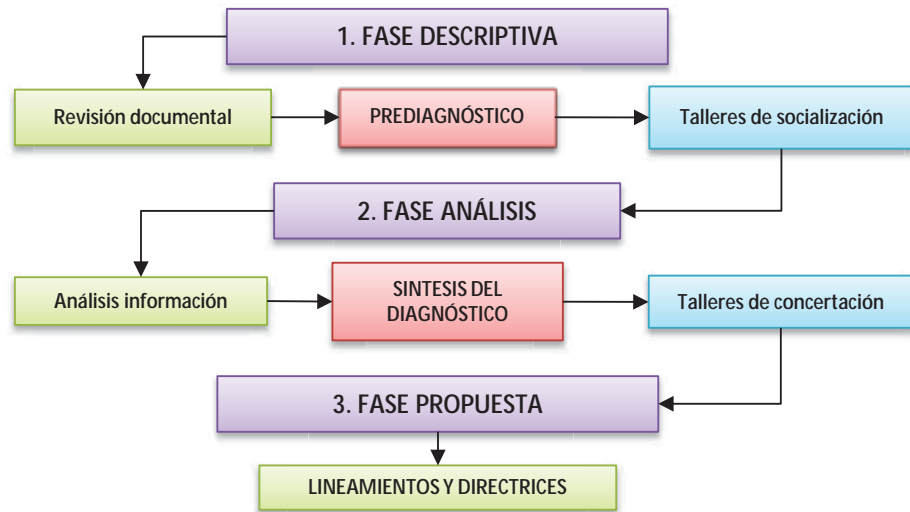 1. FASE DESCRIPTIVA
Revisión documental
PREDIAGNÓSTICO
Talleres de socialización
2. FASE ANÁLISIS
Análisis información
SINTESIS DEL
DIAGNÓSTICO
Talleres de concertación
3. FASE PROPUESTA
LINEAMIENTOS Y DIRECTRICES